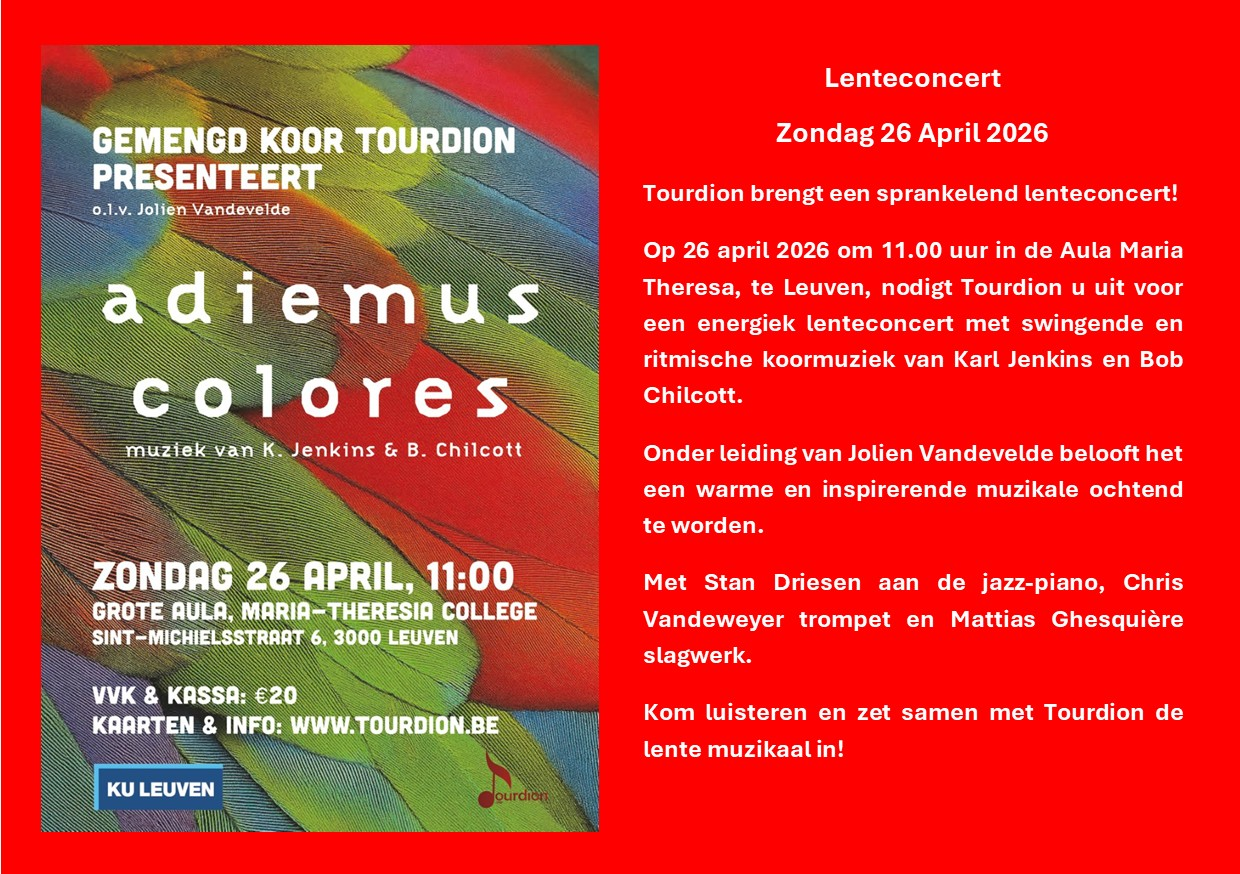 GEMENGD KOOR TOURDION
PRESENTEERT
o.l.v. Jolien Vandevelde
adiemus
colores
muziek van K. Jenkins & B. Chilcott
ZONDAG 26 APRIL, 11:00
GROTE AULA, MARIA-THERESIA COLLEGE
SINT-MICHIELSSTRAAT 6, 3000 LEUVEN
VVK & KASSA: €20
KAARTEN & INFO: WWW.TOURDION.BE
KU LEUVEN
Tourdion
Lenteconcert
Zondag 26 April 2026
Tourdion brengt een sprankelend lenteconcert!
Op 26 april 2026 om 11.00 uur in de Aula Maria
Theresa, te Leuven, nodigt Tourdion u uit voor
een energiek lenteconcert met swingende en
ritmische koormuziek van Karl Jenkins en Bob
Chilcott.
Onder leiding van Jolien Vandevelde belooft het
een warme en inspirerende muzikale ochtend
te worden.
Met Stan Driesen aan de jazz-piano, Chris
Vandeweyer trompet en Mattias Ghesquière
slagwerk.
Kom luisteren en zet samen met Tourdion de
lente muzikaal in!